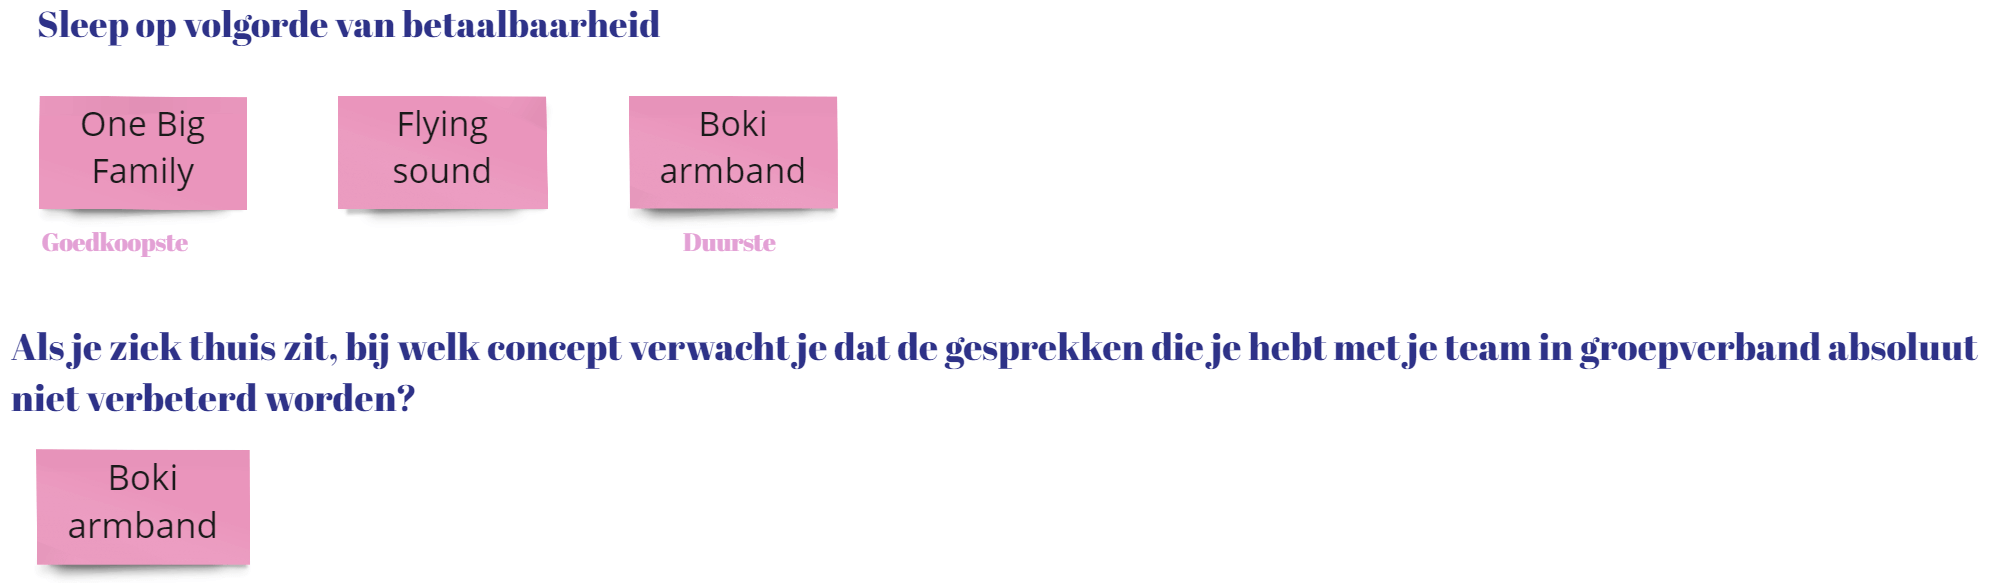 Sleep op volgorde van betaalbaarheid
One Big
Family
Flying
sound
Boki
armband
Goedkoopste
Duurste
Als je ziek thuis zit, bij welk concept verwacht je dat de gesprekken die je hebt met je team in groepverband absoluut
niet verbeterd worden?
Boki
armband